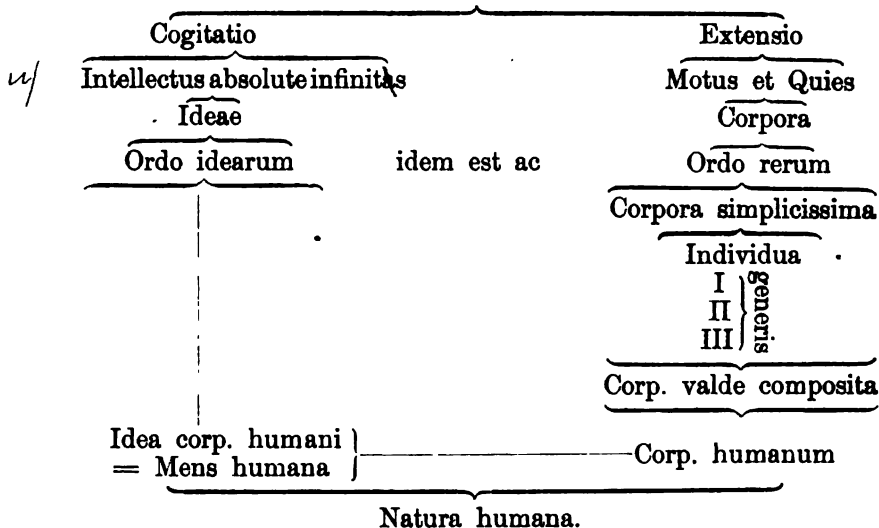 Cogitatio Extensio
Intellectus absolute infinitas Motus et Quies
Ideae Corpora
Ordo idearum idem est ac Ordo rerum
Corpora simplicissima
Individua
I
II
III
generis
Corp. valde composita
Idea corp. humani
= Mens humana
Corp. humanum
Natura humana.